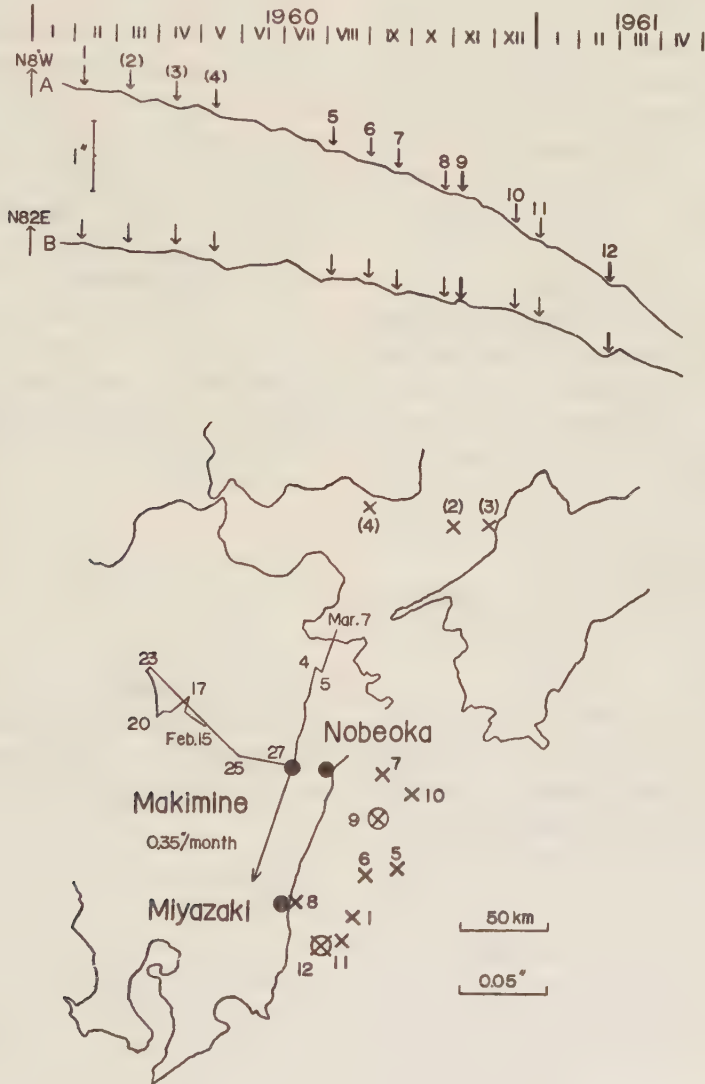 1960 1961
I II III IV V VI VII VIII IX X XI XII I II III IV
N8°W
A
1 (2) (3) (4) 5 6 7 8 9 10 11 12
1"
N82E
B
(4) (2) (3)
Mar. 7
4
5
23
17
20
Feb. 15
25
27
Nobeoka
7
10
Makimine
9
0.35"/month
6 5
Miyazaki
8
1
12 11
50 km
0.05"